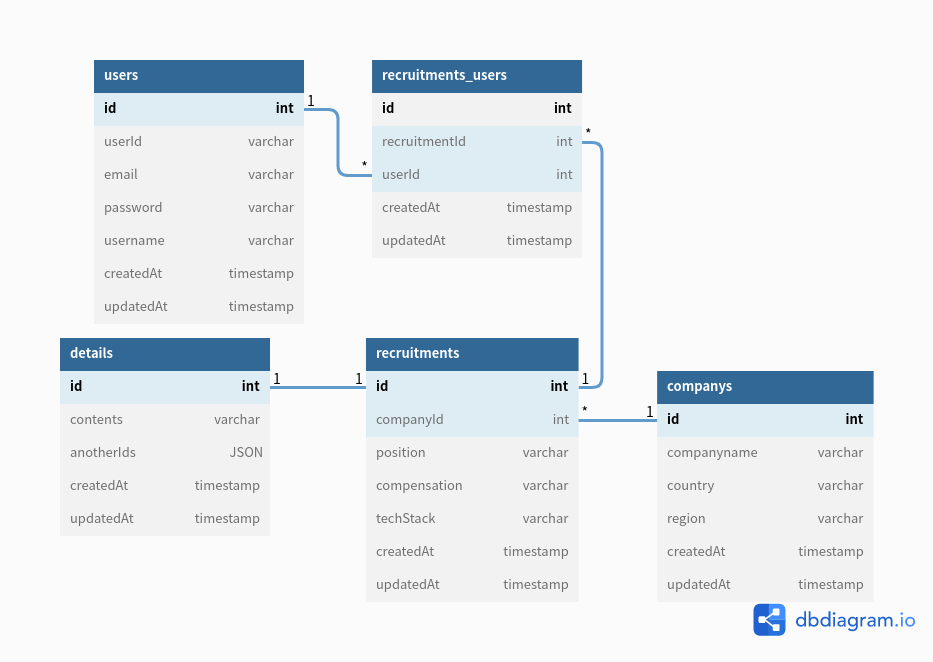 users
id int
userId varchar
email varchar
password varchar
username varchar
createdAt timestamp
updatedAt timestamp
1
*
recruitments_users
id int
recruitmentId int
userId int
createdAt timestamp
updatedAt timestamp
*
details
id int
contents varchar
anotherIds JSON
createdAt timestamp
updatedAt timestamp
1 1
recruitments
id int
companyId int
position varchar
compensation varchar
techStack varchar
createdAt timestamp
updatedAt timestamp
1
* 1
companys
id int
companyname varchar
country varchar
region varchar
createdAt timestamp
updatedAt timestamp
dbdiagram.io